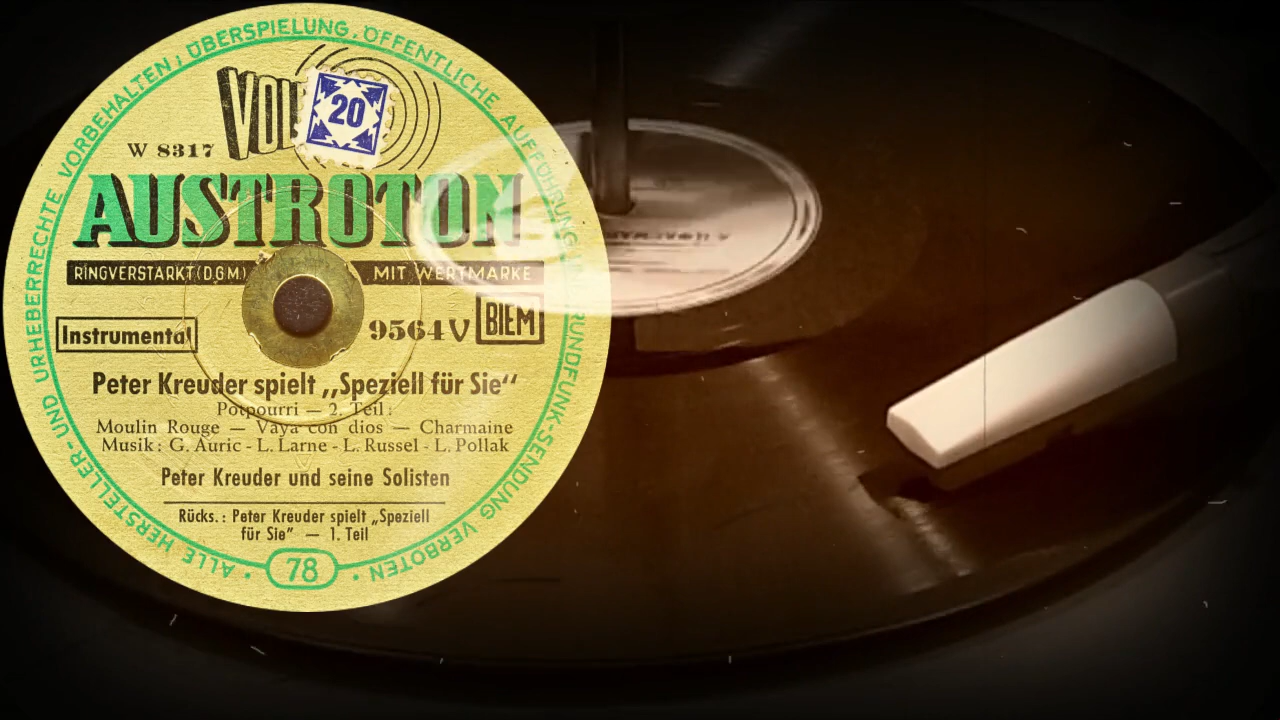 ALLE HERSTELLER- UND URHEBERRECHTE VORBEHALTEN; ÜBERSPIELUNG. ÖFFENTLICHE AUFFÜHRUNG RUNDFUNK-SENDUNG VERBOTEN
20
W 8317
AUSTROTON
RINGVERSTÄRKT (D.G.M.) MIT WERTMARKE
Instrumental
9564 V BIEM
Peter Kreuder spielt „Speziell für Sie“
Potpourri — 2. Teil:
Moulin Rouge — Vaya con dios — Charmaine
Musik: G. Auric - L. Larne - L. Russel - L. Pollak
Peter Kreuder und seine Solisten
Rücks.: Peter Kreuder spielt „Speziell
für Sie” — 1. Teil
78